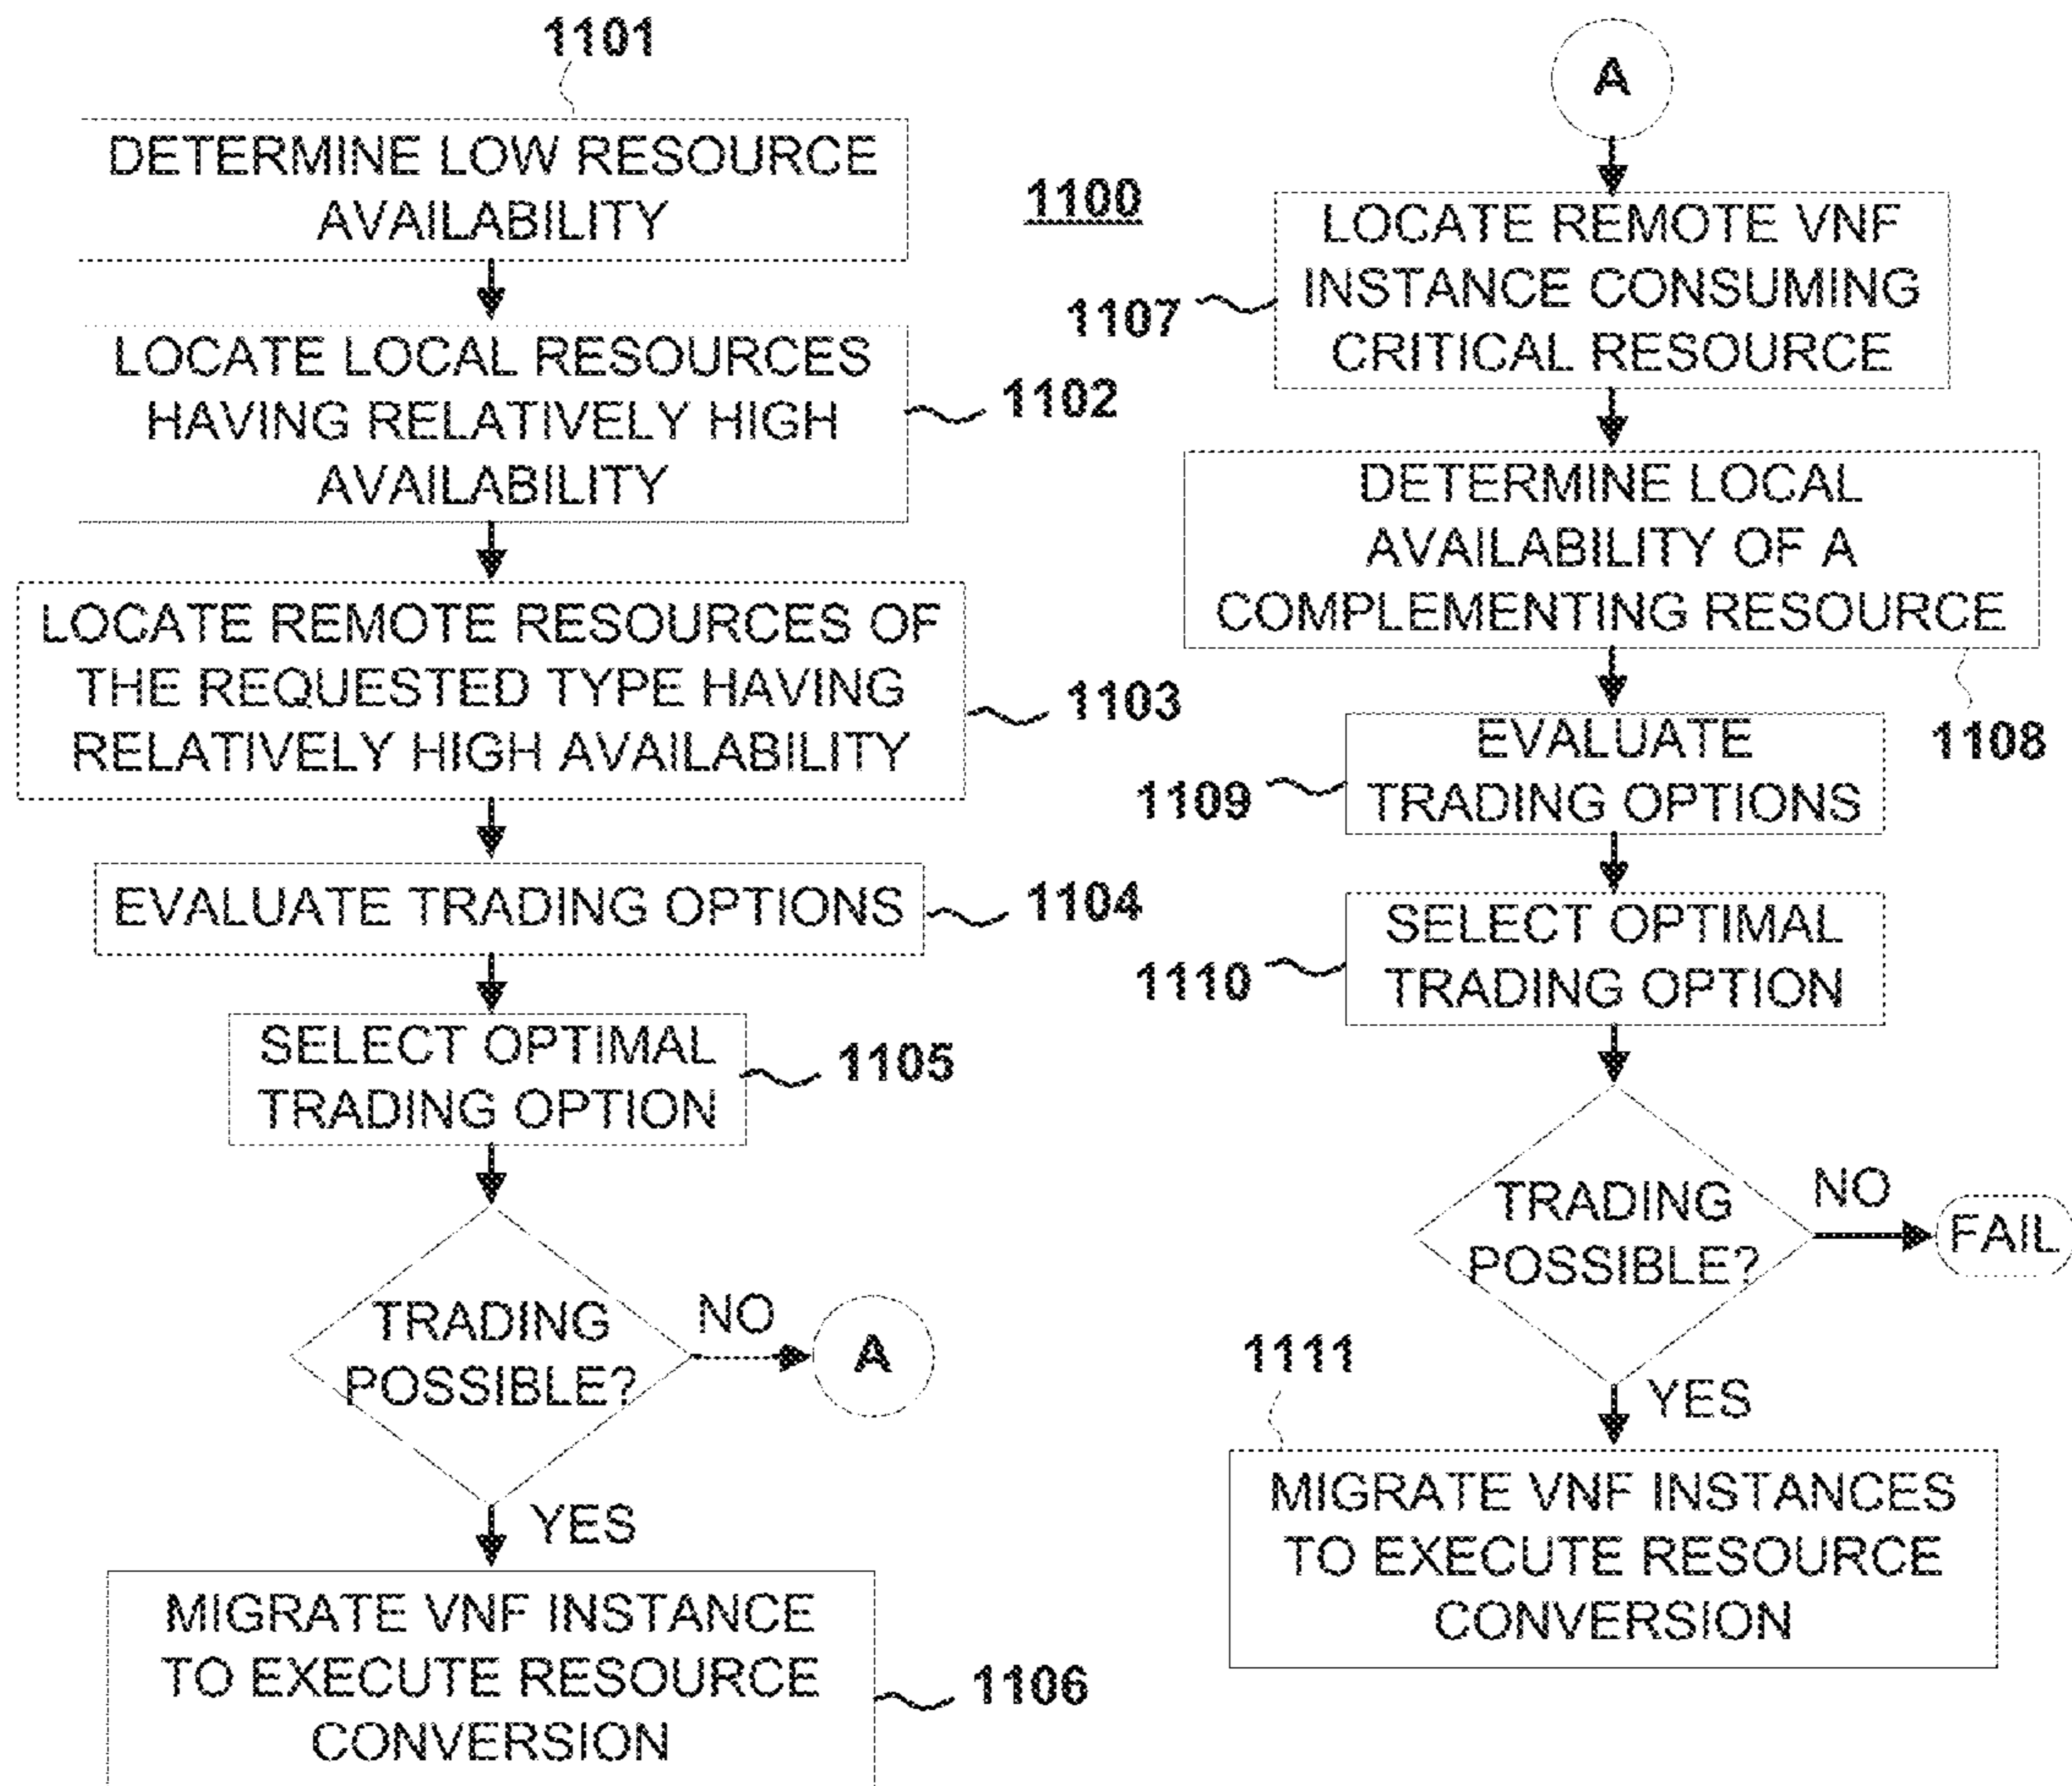 1101
DETERMINE LOW RESOURCE
AVAILABILITY
LOCATE LOCAL RESOURCES
HAVING RELATIVELY HIGH
AVAILABILITY
1102
LOCATE REMOTE RESOURCES OF
THE REQUESTED TYPE HAVING
RELATIVELY HIGH AVAILABILITY
1103
EVALUATE TRADING OPTIONS
1104
SELECT OPTIMAL
TRADING OPTION
1105
TRADING
POSSIBLE?
NO
A
YES
MIGRATE VNF INSTANCE
TO EXECUTE RESOURCE
CONVERSION
1106
1100
A
LOCATE REMOTE VNF
INSTANCE CONSUMING
CRITICAL RESOURCE
1107
DETERMINE LOCAL
AVAILABILITY OF A
COMPLEMENTING RESOURCE
1108
EVALUATE
TRADING OPTIONS
1109
SELECT OPTIMAL
TRADING OPTION
1110
TRADING
POSSIBLE?
NO
FAIL
YES
1111
MIGRATE VNF INSTANCES
TO EXECUTE RESOURCE
CONVERSION